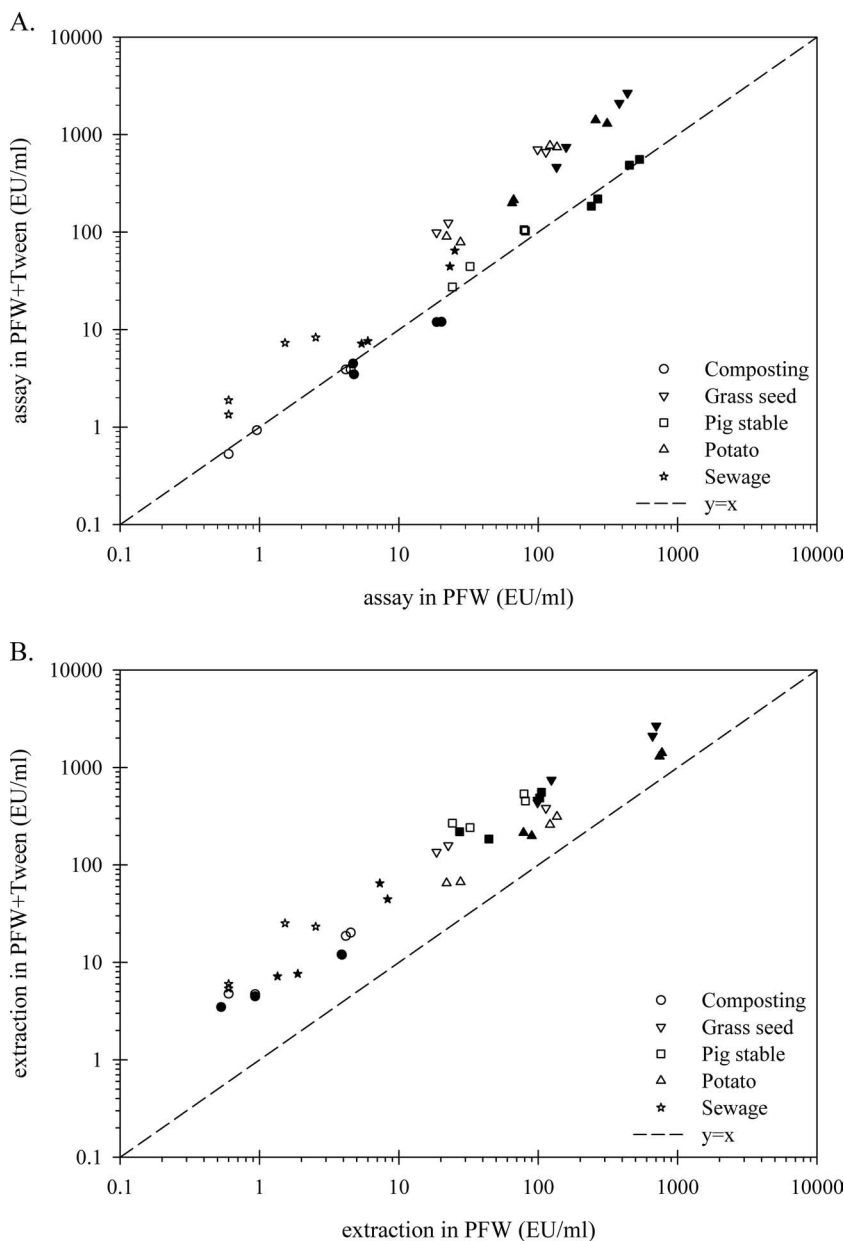 A.
10000
1000
100
10
1
0.1
assay in PFW+Tween (EU/ml)
Composting
Grass seed
Pig stable
Potato
Sewage
y=x
0.1 1 10 100 1000 10000
assay in PFW (EU/ml)
B.
10000
1000
100
10
1
0.1
extraction in PFW+Tween (EU/ml)
Composting
Grass seed
Pig stable
Potato
Sewage
y=x
0.1 1 10 100 1000 10000
extraction in PFW (EU/ml)